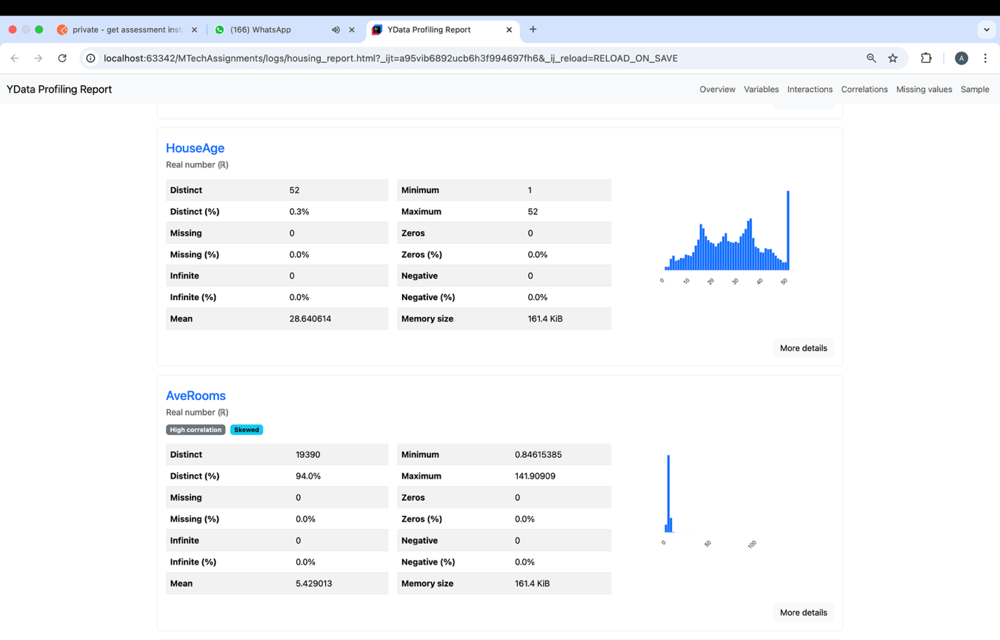 private - get assessment inst
(166) WhatsApp
YData Profiling Report
localhost:63342/MTechAssignments/logs/housing_report.html?_ijt=a95vib6892ucb6h3f994697fh6&_ij_reload=RELOAD_ON_SAVE
A
YData Profiling Report
Overview Variables Interactions Correlations Missing values Sample
HouseAge
Real number (ℝ)
Distinct 52 Minimum 1
Distinct (%) 0.3% Maximum 52
Missing 0 Zeros 0
Missing (%) 0.0% Zeros (%) 0.0%
Infinite 0 Negative 0
Infinite (%) 0.0% Negative (%) 0.0%
Mean 28.640614 Memory size 161.4 KiB
0 10 20 30 40 50
More details
AveRooms
Real number (ℝ)
High correlation Skewed
Distinct 19390 Minimum 0.84615385
Distinct (%) 94.0% Maximum 141.90909
Missing 0 Zeros 0
Missing (%) 0.0% Zeros (%) 0.0%
Infinite 0 Negative 0
Infinite (%) 0.0% Negative (%) 0.0%
Mean 5.429013 Memory size 161.4 KiB
0 50 100
More details